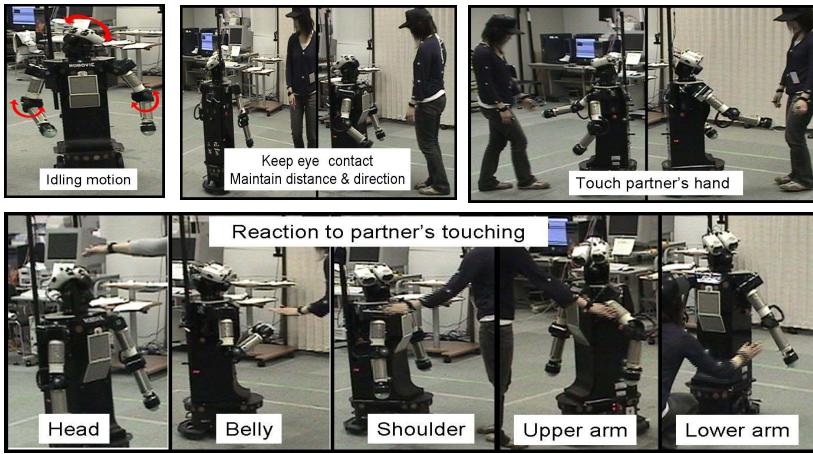 ROBOVIE
Idling motion
Keep eye contact
Maintain distance & direction
Touch partner's hand
Reaction to partner's touching
Head
Belly
Shoulder
Upper arm
Lower arm